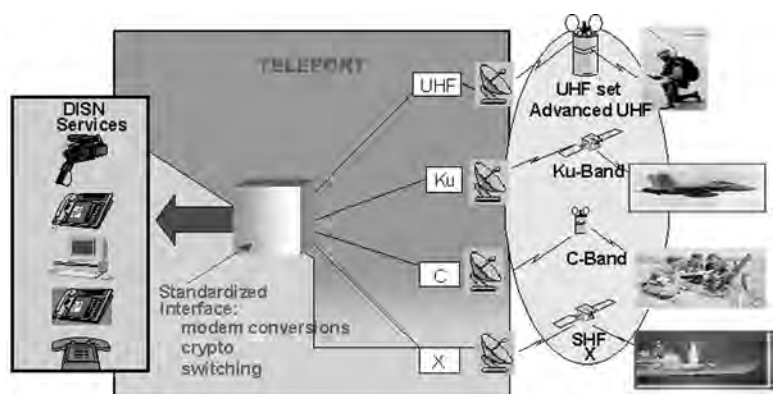 TELEPORT
DISN
Services
UHF
Ku
C
X
Standardized
Interface:
modem conversions
crypto
switching
UHF set
Advanced UHF
Ku-Band
C-Band
SHF
X